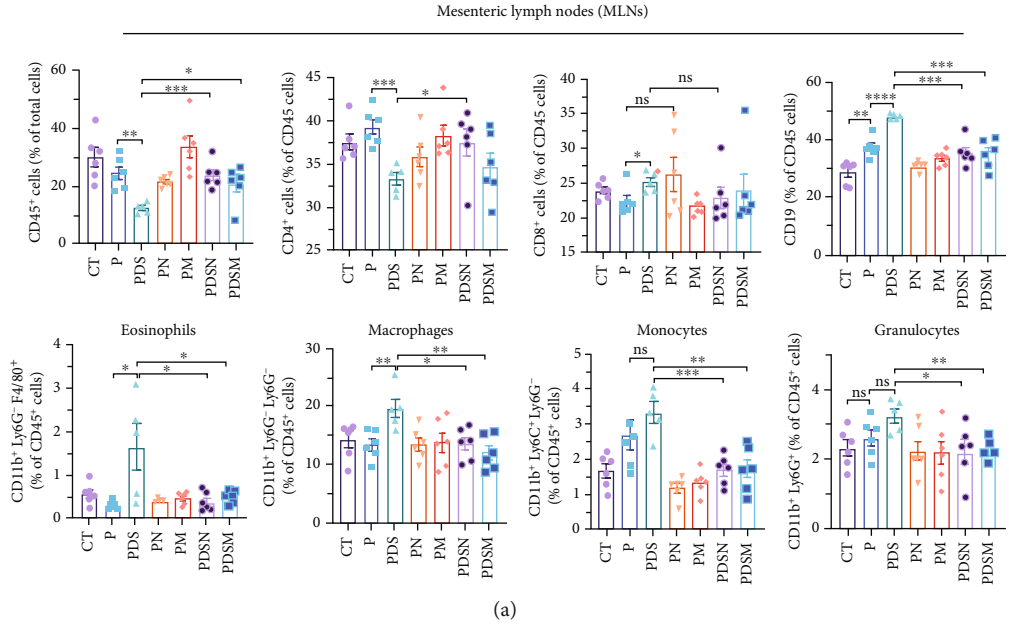 Mesenteric lymph nodes (MLNs)
CD45⁺ cells (% of total cells)
60
40
20
0
**
***
*
CT
P
PDS
PN
PM
PDSN
PDSM
CD4⁺ cells (% of CD45 cells)
45
40
35
30
25
***
*
CT
P
PDS
PN
PM
PDSN
PDSM
CD8⁺ cells (% of CD45 cells)
40
35
30
25
20
15
*
ns
ns
CT
P
PDS
PN
PM
PDSN
PDSM
CD19 (% of CD45 cells)
60
40
20
0
**
****
***
***
CT
P
PDS
PN
PM
PDSN
PDSM
Eosinophils
CD11b⁺ Ly6G⁻ F4/80⁺
(% of CD45⁺ cells)
4
3
2
1
0
*
*
*
CT
P
PDS
PN
PM
PDSN
PDSM
Macrophages
CD11b⁺ Ly6G⁻ Ly6G⁻
(% of CD45⁺ cells)
30
20
10
0
**
*
**
CT
P
PDS
PN
PM
PDSN
PDSM
Monocytes
CD11b⁺ Ly6C⁺ Ly6G⁻
(% of CD45⁺ cells)
5
4
3
2
1
0
ns
***
**
CT
P
PDS
PN
PM
PDSN
PDSM
Granulocytes
CD11b⁺ Ly6G⁺ (% of CD45⁺ cells)
6
4
2
0
ns
ns
*
**
CT
P
PDS
PN
PM
PDSN
PDSM
(a)